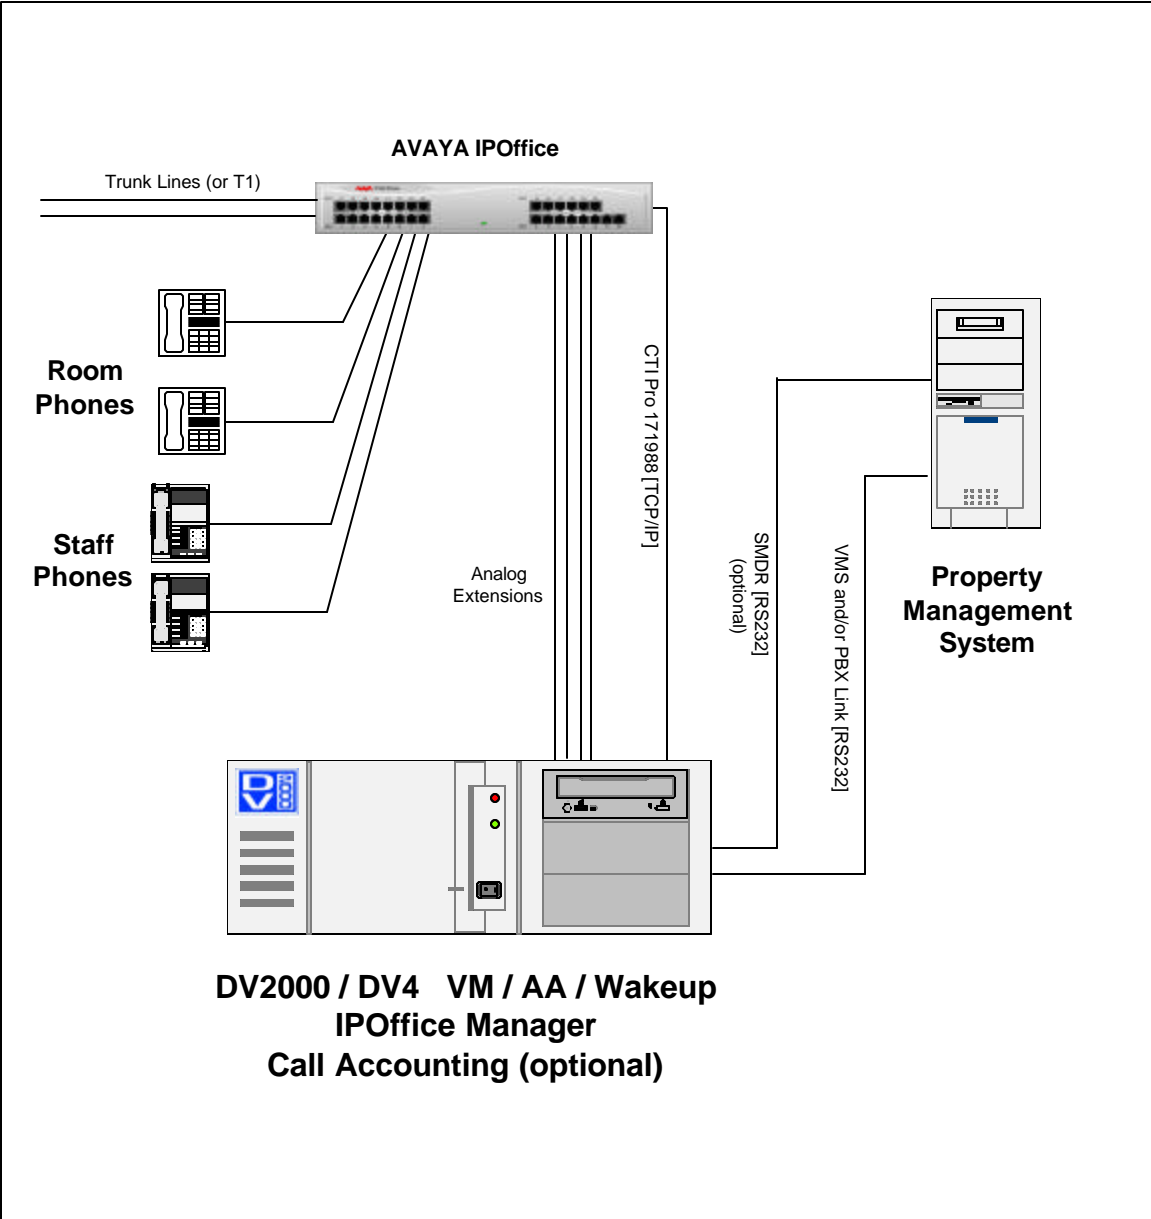 AVAYA IPOffice
Trunk Lines (or T1)
Room
Phones
Staff
Phones
Analog
Extensions
CTI Pro 171988 [TCP/IP]
SMDR [RS232]
(optional)
VMS and/or PBX Link [RS232]
Property
Management
System
DV
2000
DV2000 / DV4 VM / AA / Wakeup
IPOffice Manager
Call Accounting (optional)